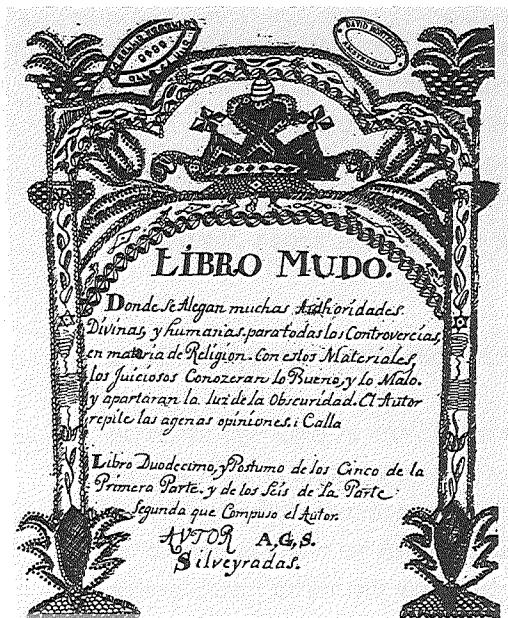 DAVID MONTEZINOS
AMSTERDAM
LIBRO MUDO.
Donde se Alegan muchas Authoridades.
Divinas, y humanas, para todas las Controvercias,
en materia de Religion. Con estos Materiales,
los Juiciosos Conozeran lo Bueno, y lo Malo.
y apartaran la luz de la Obscuridad. El Autor
repite las agenas opiniones. i Calla
Libro Duodecimo, y Postumo de los Cinco de la
Primera Parte. y de los Seis de La Parte
Segunda que Compuso el Autor.
AVTOR A,G,S.
Silveyradas.